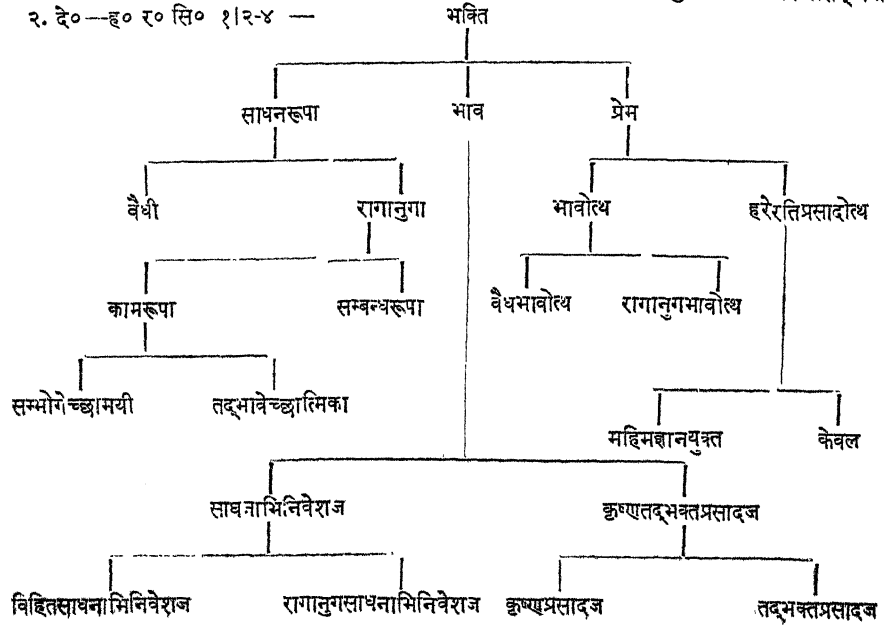 २. दे०—ह० र० सि० १|२-४ —
भक्ति
साधनरूपा भाव प्रेम
वैधी रागानुगा भावोत्थ हरेरतिप्रसादोत्थ
कामरूपा सम्बन्धरूपा वैधभावोत्थ रागानुगभावोत्थ
सम्भोगेच्छामयी तद्भावेच्छात्मिका
महिमज्ञानयुक्त केवल
साधनाभिनिवेशज कृष्णतद्भक्तप्रसादज
विहितसाधनाभिनिवेशज रागानुगसाधनाभिनिवेशज कृष्णप्रसादज तद्भक्तप्रसादज